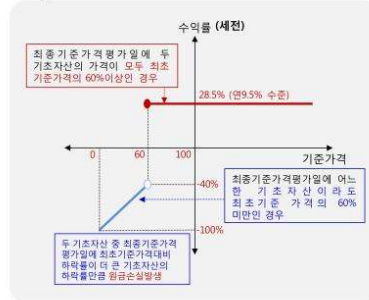 수익률 (세전)
최종기준가격평가일에 두
기초자산의 가격이 모두 최초
기준가격의 60%이상인 경우
28.5% (연9.5% 수준)
0
60
100
기준가격
-40%
최종기준가격평가일에 어느
한 기초자산이라도
최초기준 가격의 60%
미만인 경우
-100%
두 기초자산 중 최종기준가격
평가일에 최초기준가격대비
하락률이 더 큰 기초자산의
하락률만큼 원금손실발생